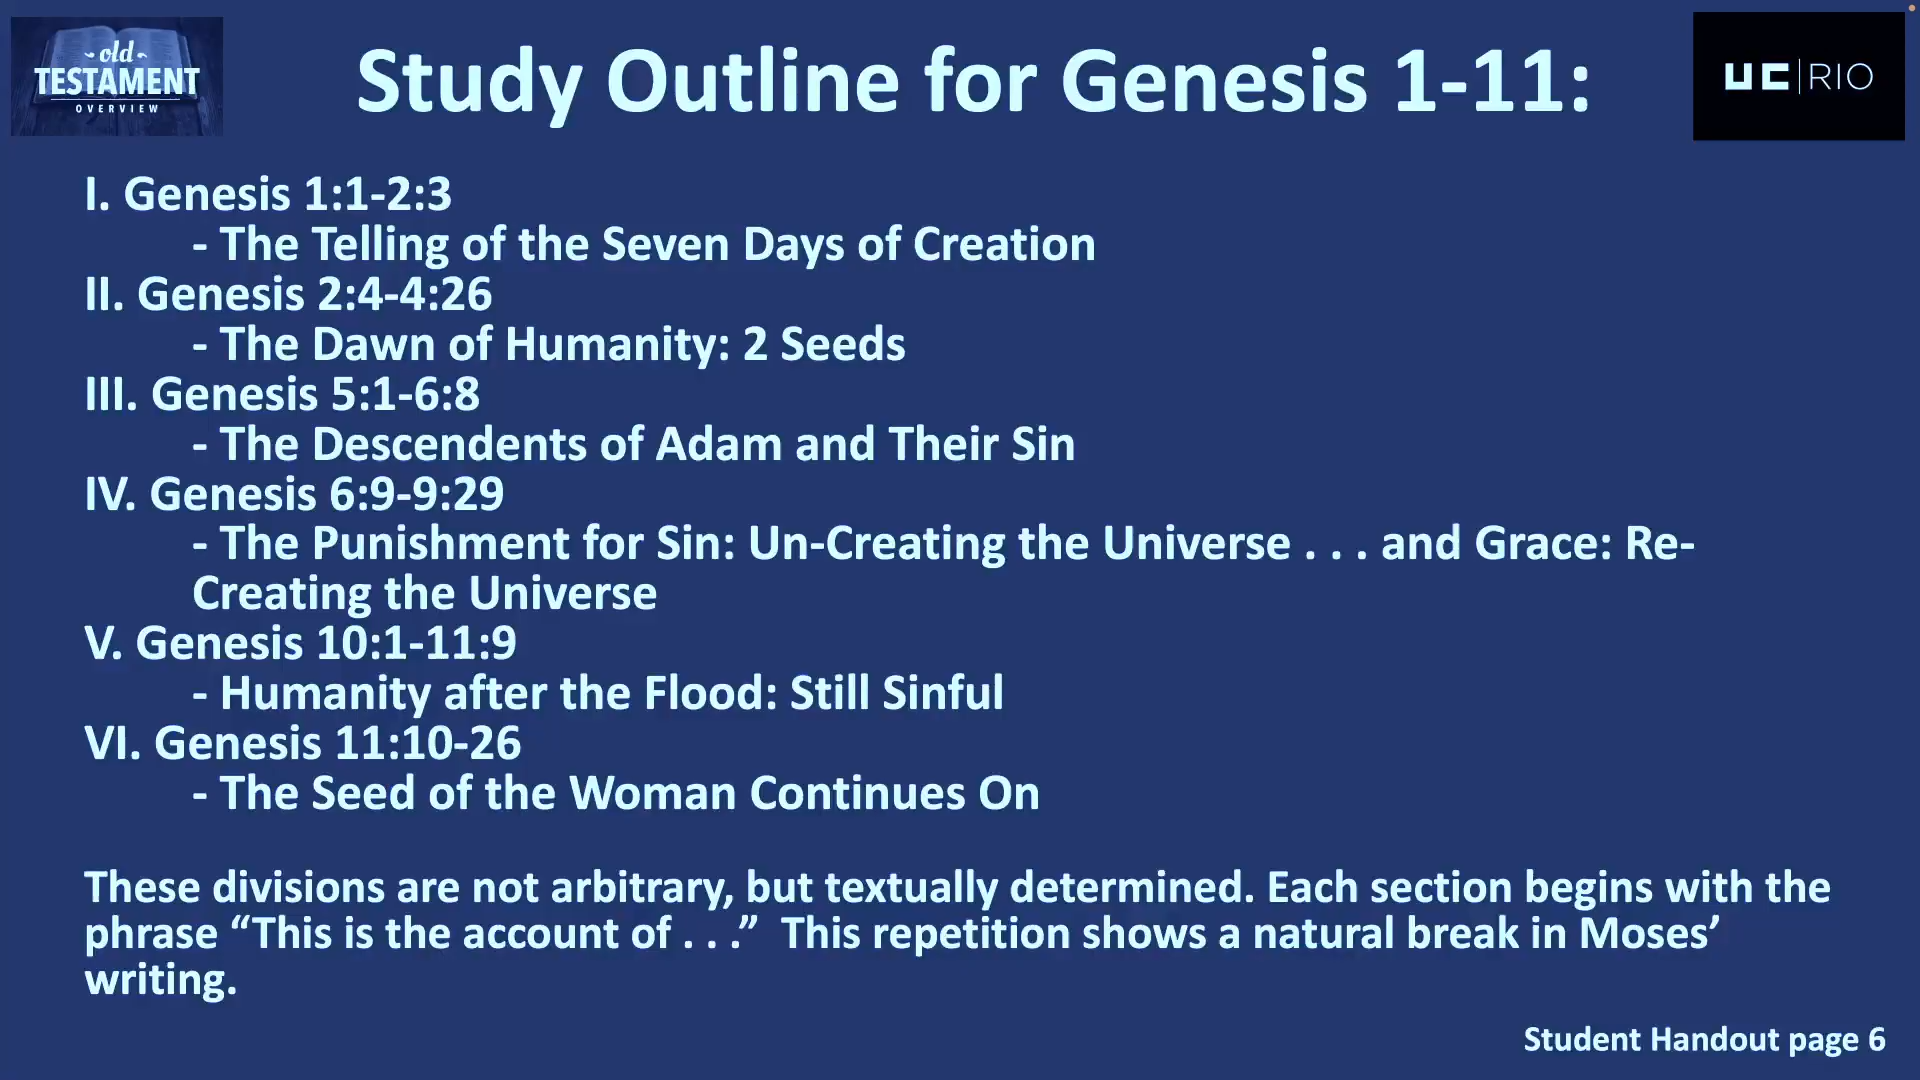 old
TESTAMENT
OVERVIEW
Study Outline for Genesis 1-11:
UC|RIO
I. Genesis 1:1-2:3
- The Telling of the Seven Days of Creation
II. Genesis 2:4-4:26
- The Dawn of Humanity: 2 Seeds
III. Genesis 5:1-6:8
- The Descendents of Adam and Their Sin
IV. Genesis 6:9-9:29
- The Punishment for Sin: Un-Creating the Universe . . . and Grace: Re-
Creating the Universe
V. Genesis 10:1-11:9
- Humanity after the Flood: Still Sinful
VI. Genesis 11:10-26
- The Seed of the Woman Continues On
These divisions are not arbitrary, but textually determined. Each section begins with the
phrase “This is the account of . . .”  This repetition shows a natural break in Moses’
writing.
Student Handout page 6